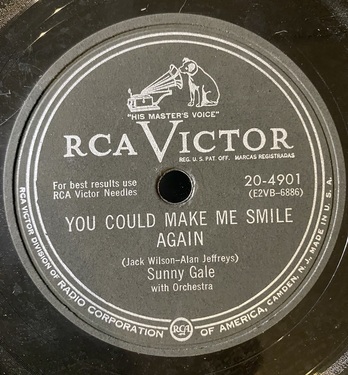 "HIS MASTER'S VOICE"
RCA VICTOR
REG. U.S. PAT. OFF. MARCAS REGISTRADAS
For best results use
RCA Victor Needles
20-4901
(E2VB-6886)
YOU COULD MAKE ME SMILE
AGAIN
(Jack Wilson-Alan Jeffreys)
Sunny Gale
with Orchestra
RCA VICTOR DIVISION OF RADIO CORPORATION OF AMERICA, CAMDEN, N.J. MADE IN U.S.A.
RCA